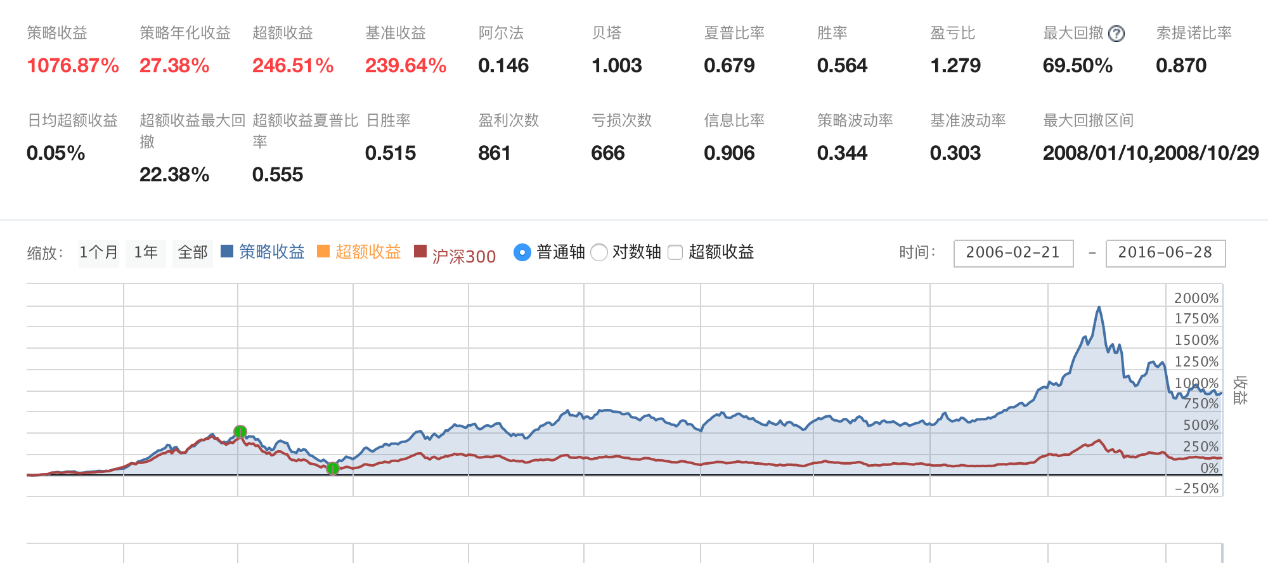 策略收益 策略年化收益 超额收益 基准收益 阿尔法 贝塔 夏普比率 胜率 盈亏比 最大回撤 ? 索提诺比率
1076.87% 27.38% 246.51% 239.64% 0.146 1.003 0.679 0.564 1.279 69.50% 0.870
日均超额收益 超额收益最大回撤 超额收益夏普比率 日胜率 盈利次数 亏损次数 信息比率 策略波动率 基准波动率 最大回撤区间
0.05% 22.38% 0.555 0.515 861 666 0.906 0.344 0.303 2008/01/10,2008/10/29
缩放: 1个月 1年 全部 策略收益 超额收益 沪深300 普通轴 对数轴 超额收益 时间: 2006-02-21 - 2016-06-28
2000%
1750%
1500%
1250%
1000%
750%
500%
250%
0%
-250%
收益